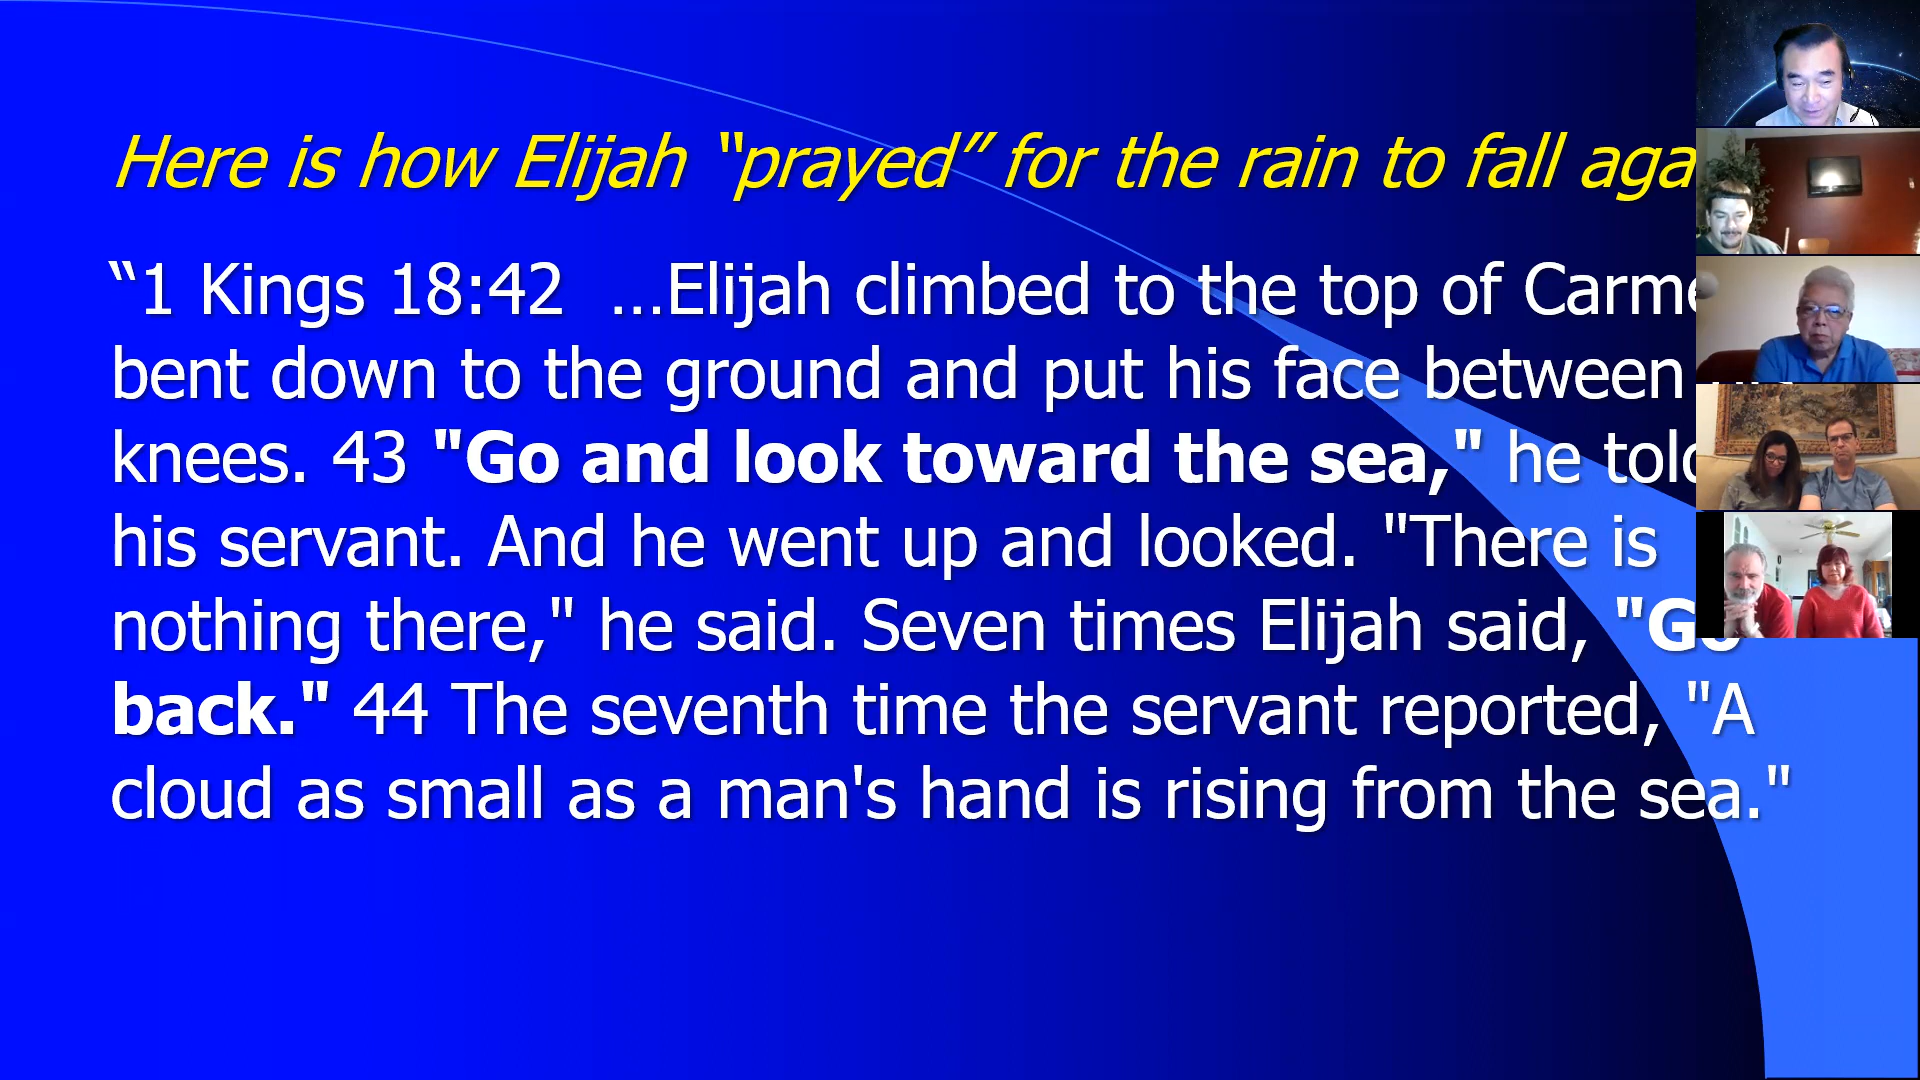 Here is how Elijah “prayed” for the rain to fall
“1 Kings 18:42 …Elijah climbed to the top of
bent down to the ground and put his face between
knees. 43 "Go and look toward the sea," he told
his servant. And he went up and looked. "There is
nothing there," he said. Seven times Elijah said, "Go
back." 44 The seventh time the servant reported, "A
cloud as small as a man's hand is rising from the sea."